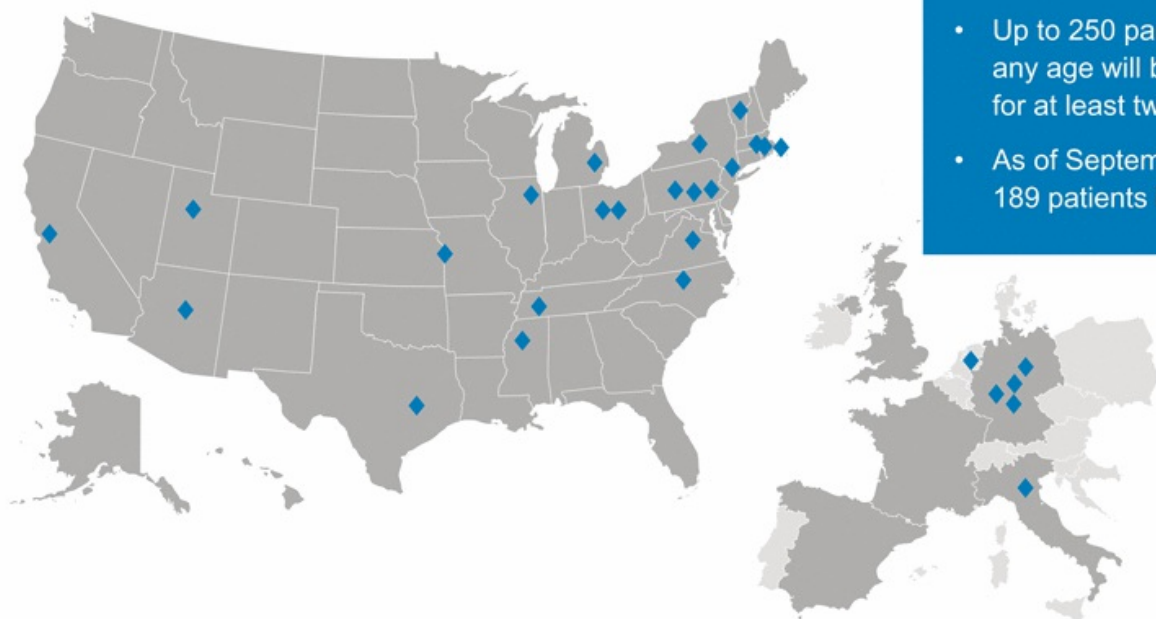 • Up to 250 pa
any age will b
for at least tw
• As of Septem
189 patients